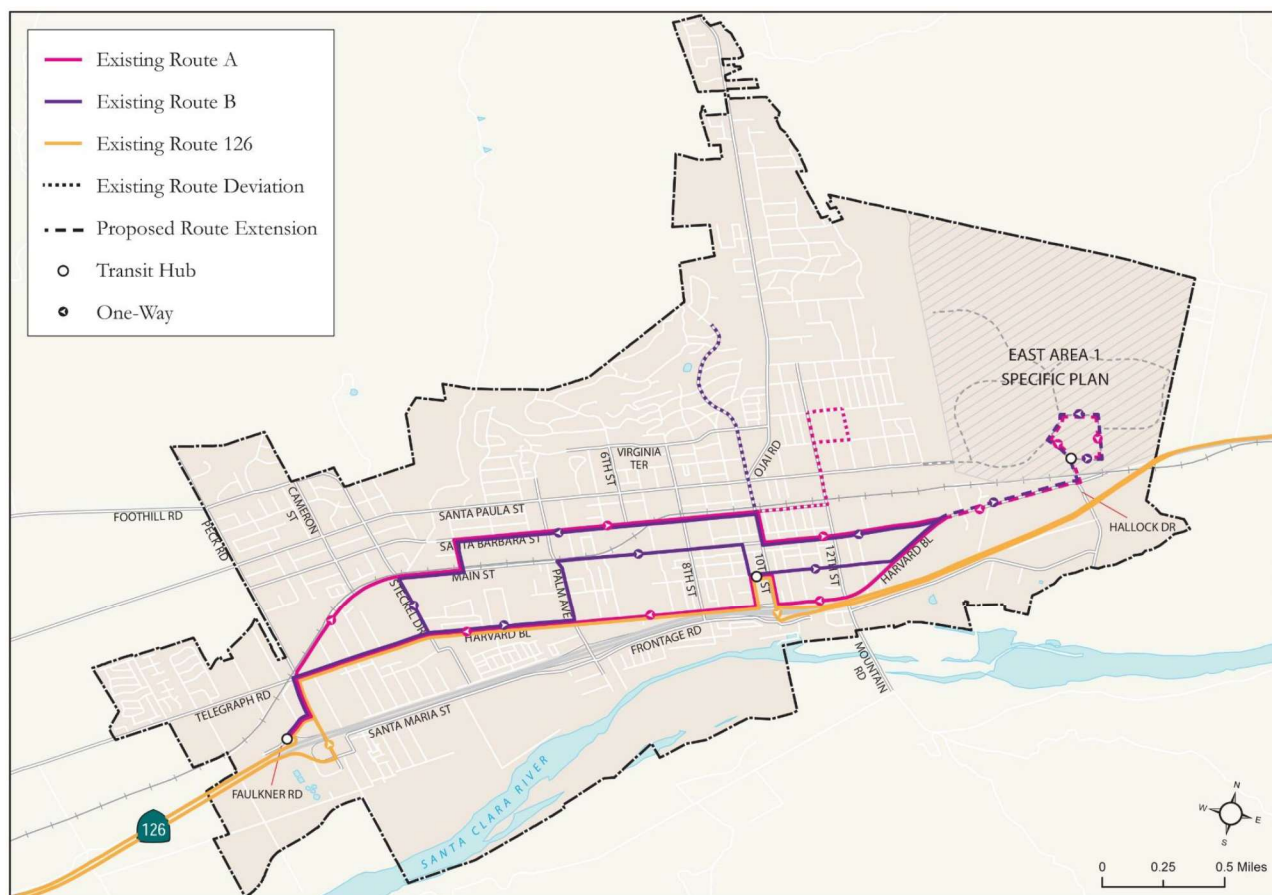 Existing Route A
Existing Route B
Existing Route 126
Existing Route Deviation
Proposed Route Extension
Transit Hub
One-Way
EAST AREA 1
SPECIFIC PLAN
OJAI RD
VIRGINIA
TER
6TH ST
CAMERON
ST
FOOTHILL RD
PECK RD
SANTA PAULA ST
SANTA BARBARA ST
MAIN ST
HALLOCK DR
HARVARD BL
12TH ST
10TH ST
8TH ST
PALM AVE
STECKEL DR
HARVARD BL
FRONTAGE RD
MOUNTAIN
RD
TELEGRAPH RD
SANTA MARIA ST
FAULKNER RD
SANTA CLARA RIVER
126
N
W
E
S
0 0.25 0.5 Miles